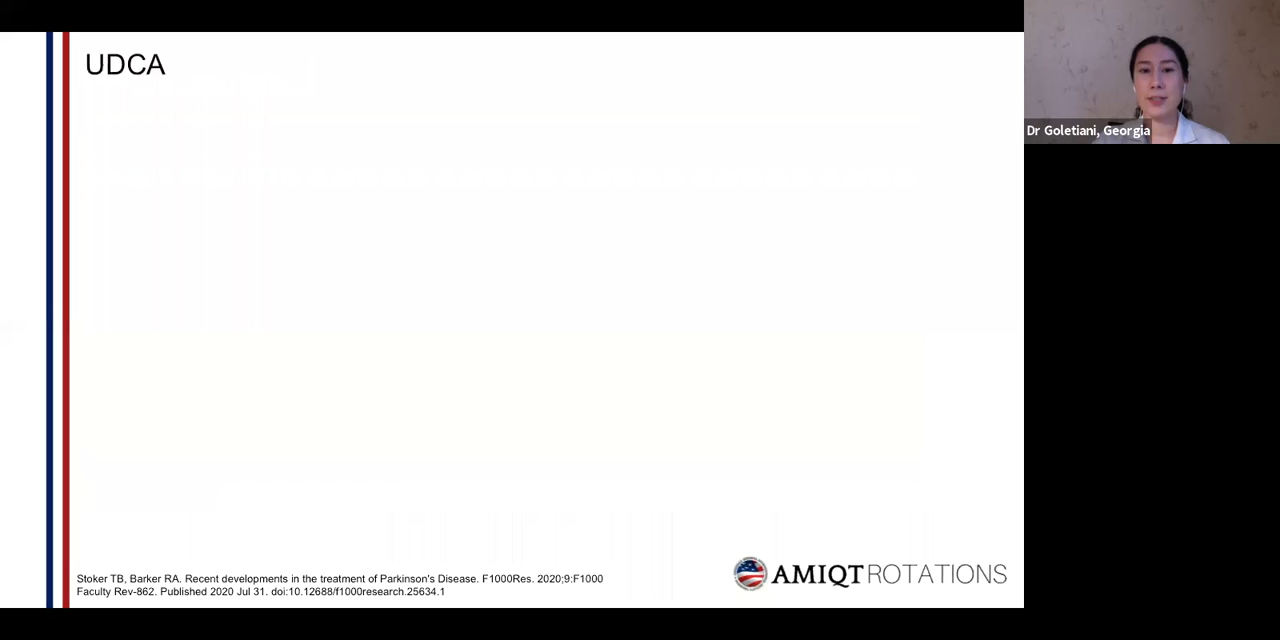 UDCA
Dr Goletiani, Georgia
Stoker TB, Barker RA. Recent developments in the treatment of Parkinson's Disease. F1000Res. 2020;9:F1000
Faculty Rev-862. Published 2020 Jul 31. doi:10.12688/f1000research.25634.1
AMIQT ROTATIONS